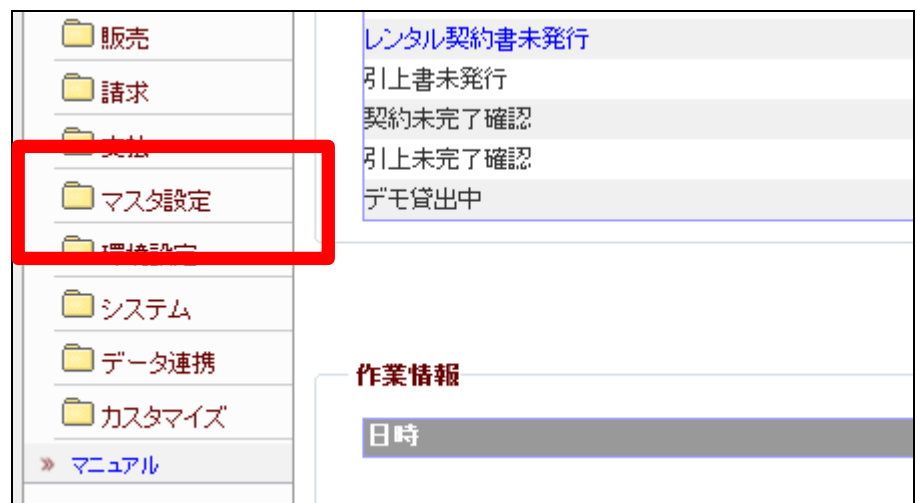 販売
請求
マスタ設定
システム
データ連携
カスタマイズ
» マニュアル
レンタル契約書未発行
引上書未発行
契約未完了確認
引上未完了確認
デモ貸出中
作業情報
日時